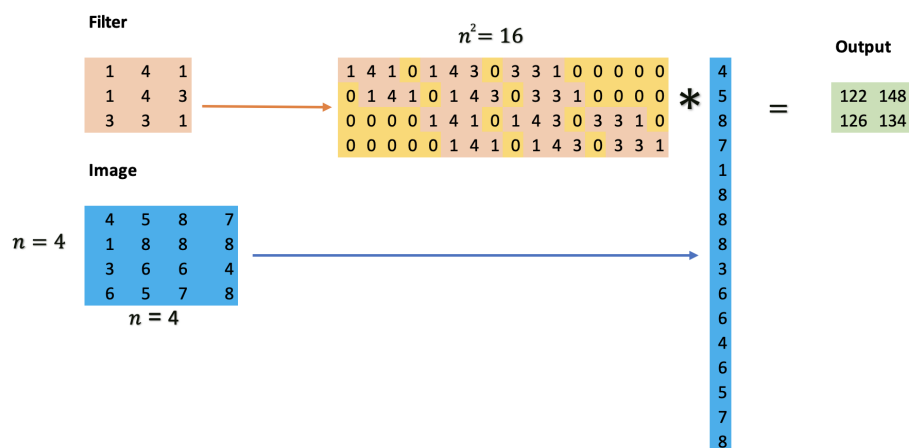 Filter
1 4 1
1 4 3
3 3 1
n² = 16
1 4 1 0 1 4 3 0 3 3 1 0 0 0 0 0
0 1 4 1 0 1 4 3 0 3 3 1 0 0 0 0
0 0 0 0 1 4 1 0 1 4 3 0 3 3 1 0
0 0 0 0 0 1 4 1 0 1 4 3 0 3 3 1
*
4
5
8
7
1
8
8
8
3
6
6
4
6
5
7
8
=
Output
122 148
126 134
Image
n = 4
4 5 8 7
1 8 8 8
3 6 6 4
6 5 7 8
n = 4